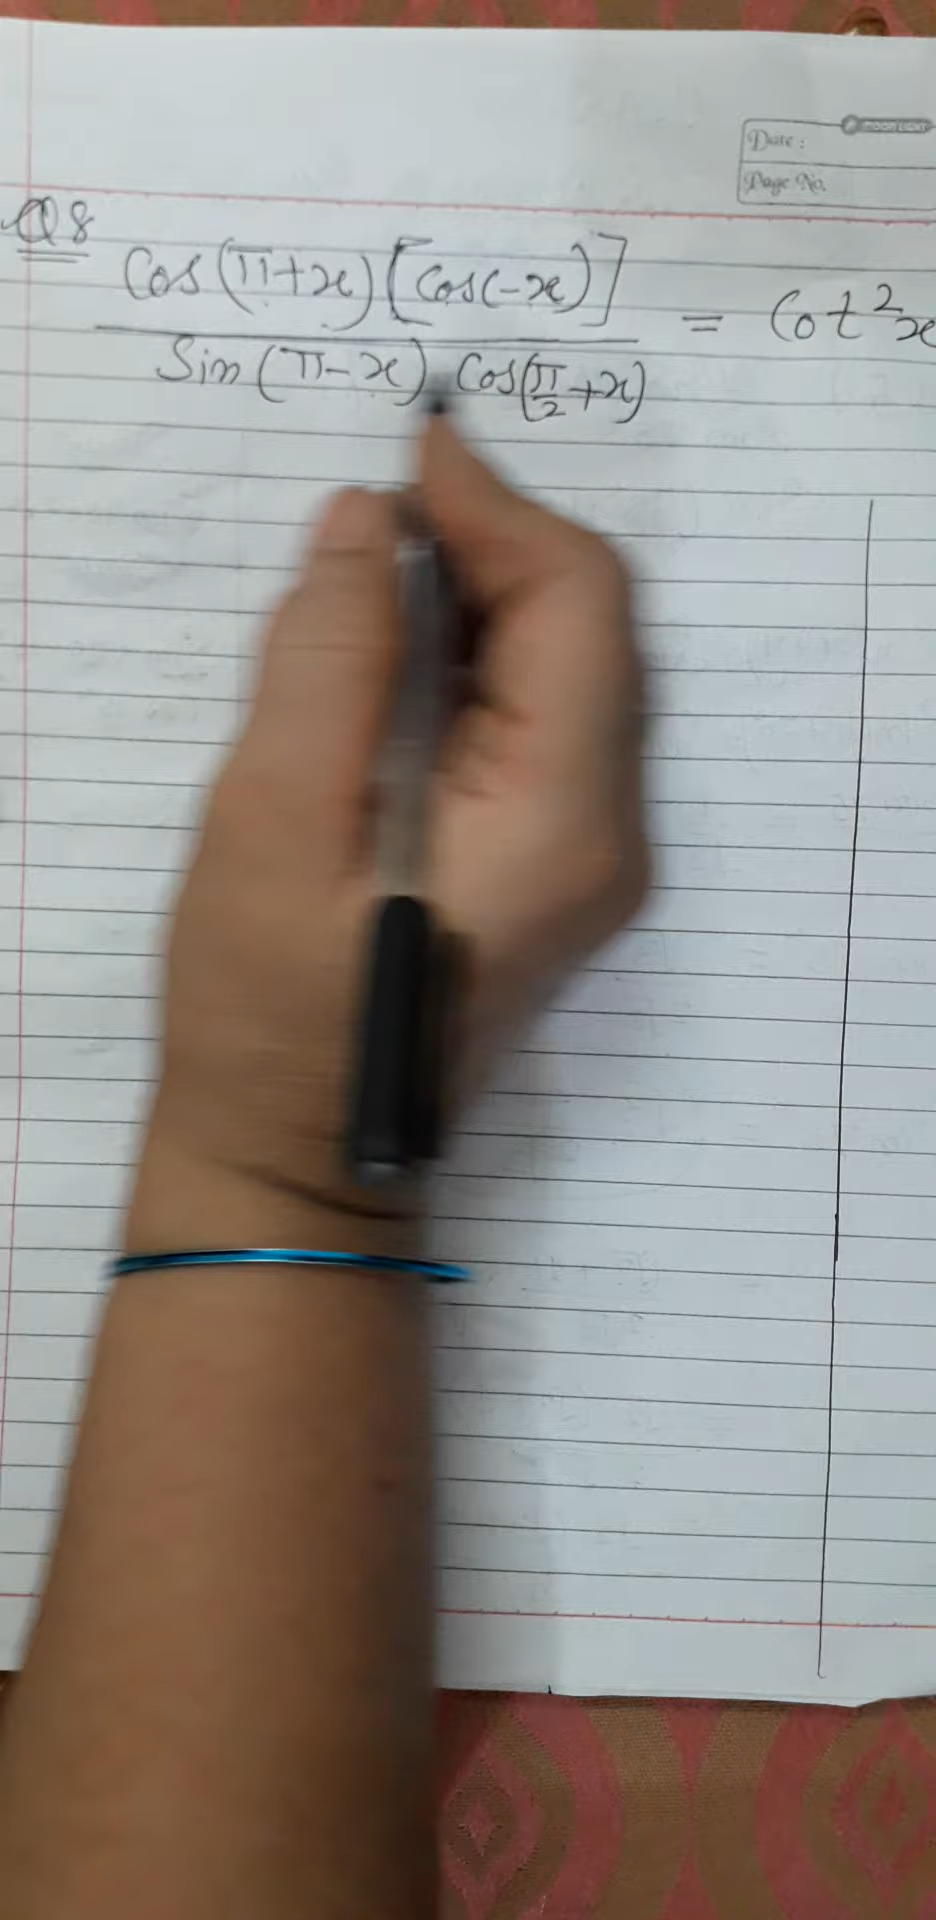 Date :
Page No.
Q8
Cos(π+x)[Cos(-x)]
= Cot²x
Sin(π-x) Cos(π/2+x)